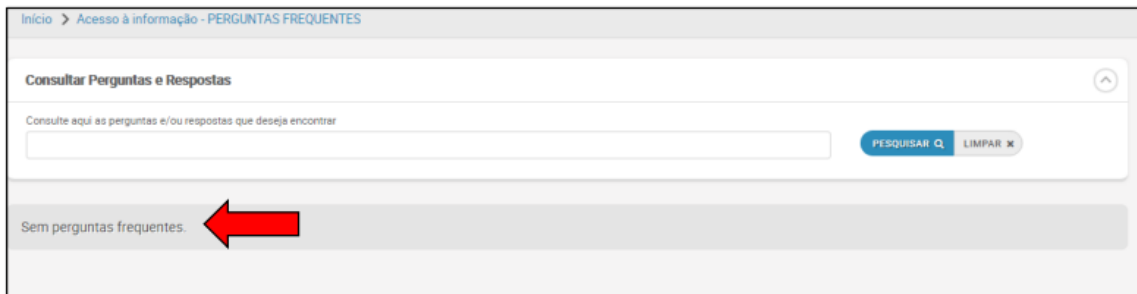 Início > Acesso à informação - PERGUNTAS FREQUENTES
Consultar Perguntas e Respostas
Consulte aqui as perguntas e/ou respostas que deseja encontrar
PESQUISAR LIMPAR ×
Sem perguntas frequentes.